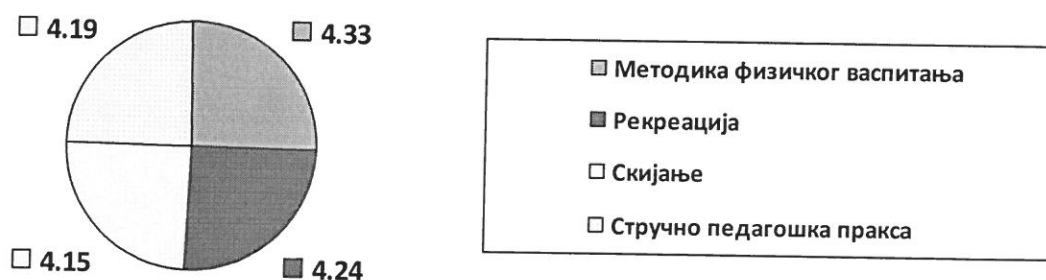 4.19
4.33
4.15
4.24
Методика физичког васпитања
Рекреација
Скијање
Стручно педагошка пракса